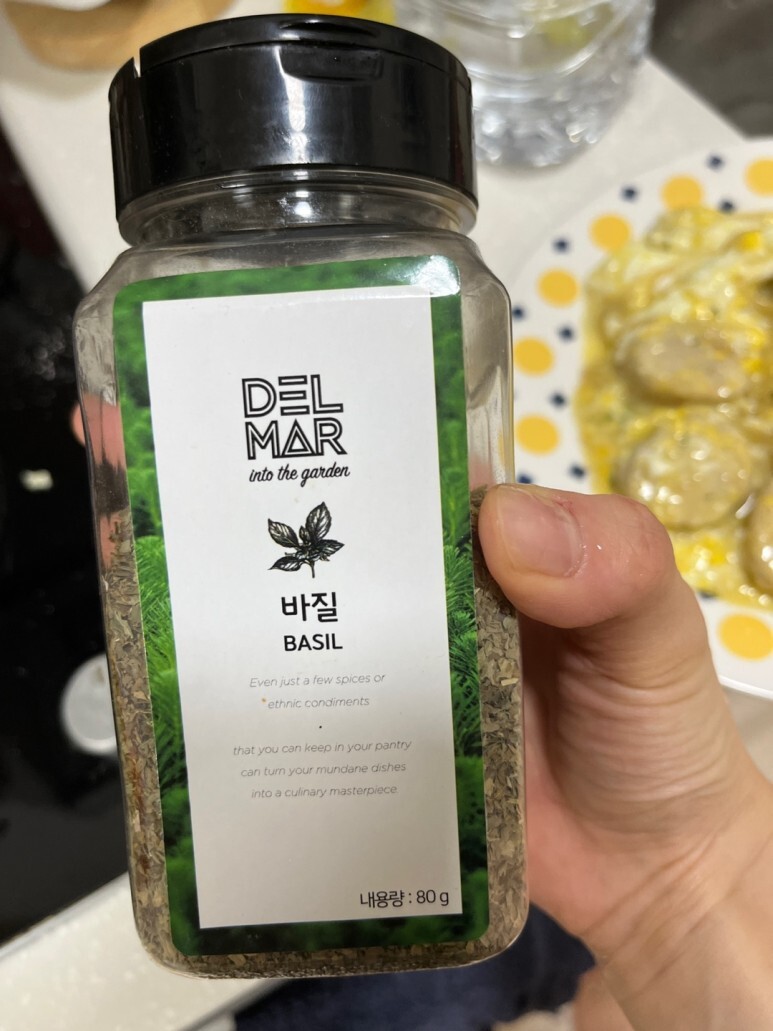 DEL
MAR
into the garden
바질
BASIL
Even just a few spices or
ethnic condiments
that you can keep in your pantry
can turn your mundane dishes
into a culinary masterpiece
내용량 : 80 g